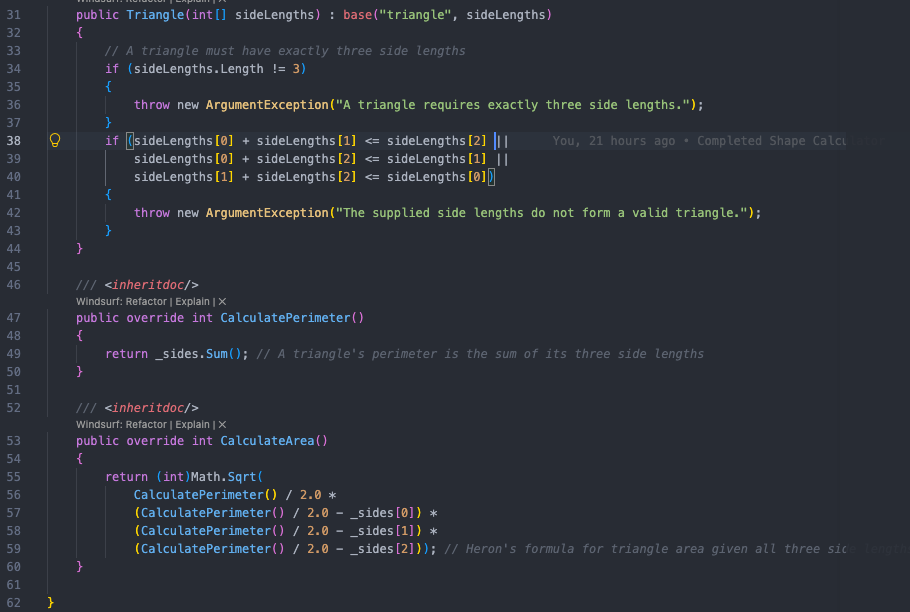 Windsurf: Refactor | Explain | X
31 public Triangle(int[] sideLengths) : base("triangle", sideLengths)
32 {
33 // A triangle must have exactly three side lengths
34 if (sideLengths.Length != 3)
35 {
36 throw new ArgumentException("A triangle requires exactly three side lengths.");
37 }
38 if (sideLengths[0] + sideLengths[1] <= sideLengths[2] || You, 21 hours ago • Completed Shape Calcu
39 sideLengths[0] + sideLengths[2] <= sideLengths[1] ||
40 sideLengths[1] + sideLengths[2] <= sideLengths[0])
41 {
42 throw new ArgumentException("The supplied side lengths do not form a valid triangle.");
43 }
44 }
45
46 /// <inheritdoc/>
Windsurf: Refactor | Explain | X
47 public override int CalculatePerimeter()
48 {
49 return _sides.Sum(); // A triangle's perimeter is the sum of its three side lengths
50 }
51
52 /// <inheritdoc/>
Windsurf: Refactor | Explain | X
53 public override int CalculateArea()
54 {
55 return (int)Math.Sqrt(
56 CalculatePerimeter() / 2.0 *
57 (CalculatePerimeter() / 2.0 - _sides[0]) *
58 (CalculatePerimeter() / 2.0 - _sides[1]) *
59 (CalculatePerimeter() / 2.0 - _sides[2])); // Heron's formula for triangle area given all three side lengths
60 }
61
62 }